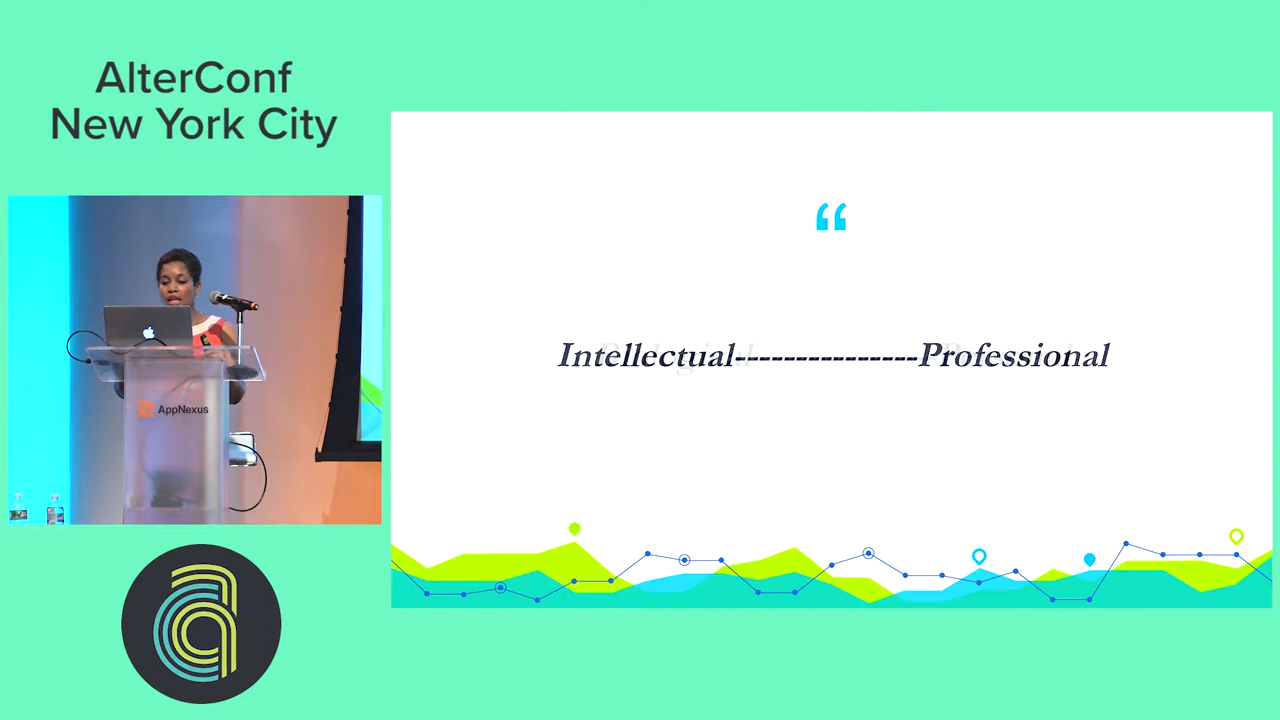 AlterConf
New York City
“
Intellectual---------------Professional
AppNexus